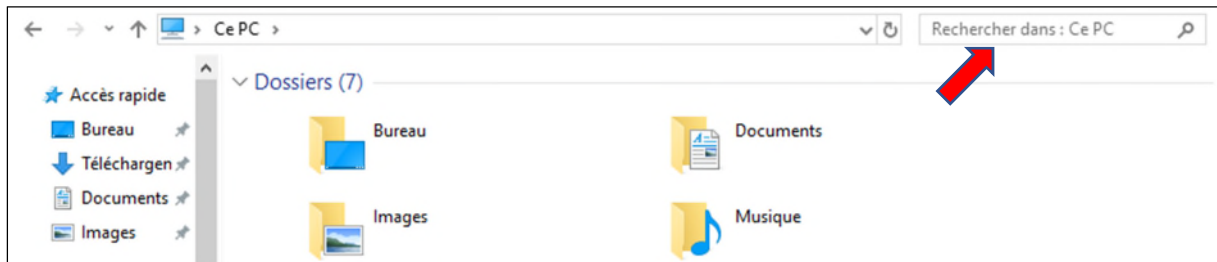 Ce PC
Rechercher dans : Ce PC
Accès rapide
Bureau
Téléchargen
Documents
Images
Dossiers (7)
Bureau
Documents
Images
Musique